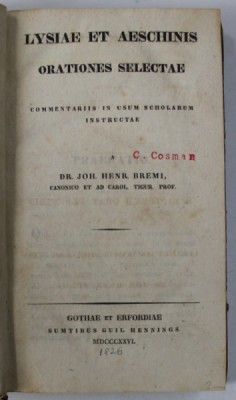 LYSIAE ET AESCHINIS
ORATIONES SELECTAE
COMMENTARIIS IN USUM SCHOLARUM
INSTRUCTAE
C. Cosman
DR. JOH. HENR. BREMI,
CANONICO ET AD CAROL. TIGUR. PROF.
GOTHAE ET ERFORDIAE
SUMTIBUS GUIL. HENNINGS
MDCCCXXVI.
1826